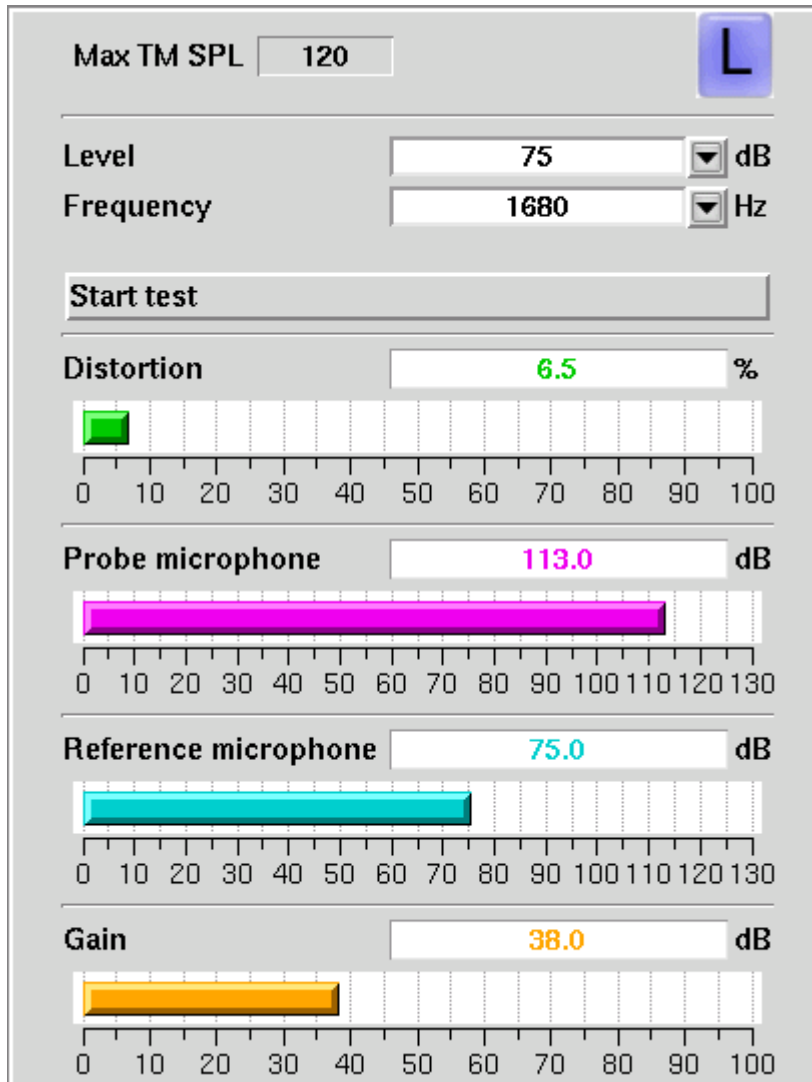 Max TM SPL 120 L
Level 75 dB
Frequency 1680 Hz
Start test
Distortion 6.5 %
0 10 20 30 40 50 60 70 80 90 100
Probe microphone 113.0 dB
0 10 20 30 40 50 60 70 80 90 100 110 120 130
Reference microphone 75.0 dB
0 10 20 30 40 50 60 70 80 90 100 110 120 130
Gain 38.0 dB
0 10 20 30 40 50 60 70 80 90 100